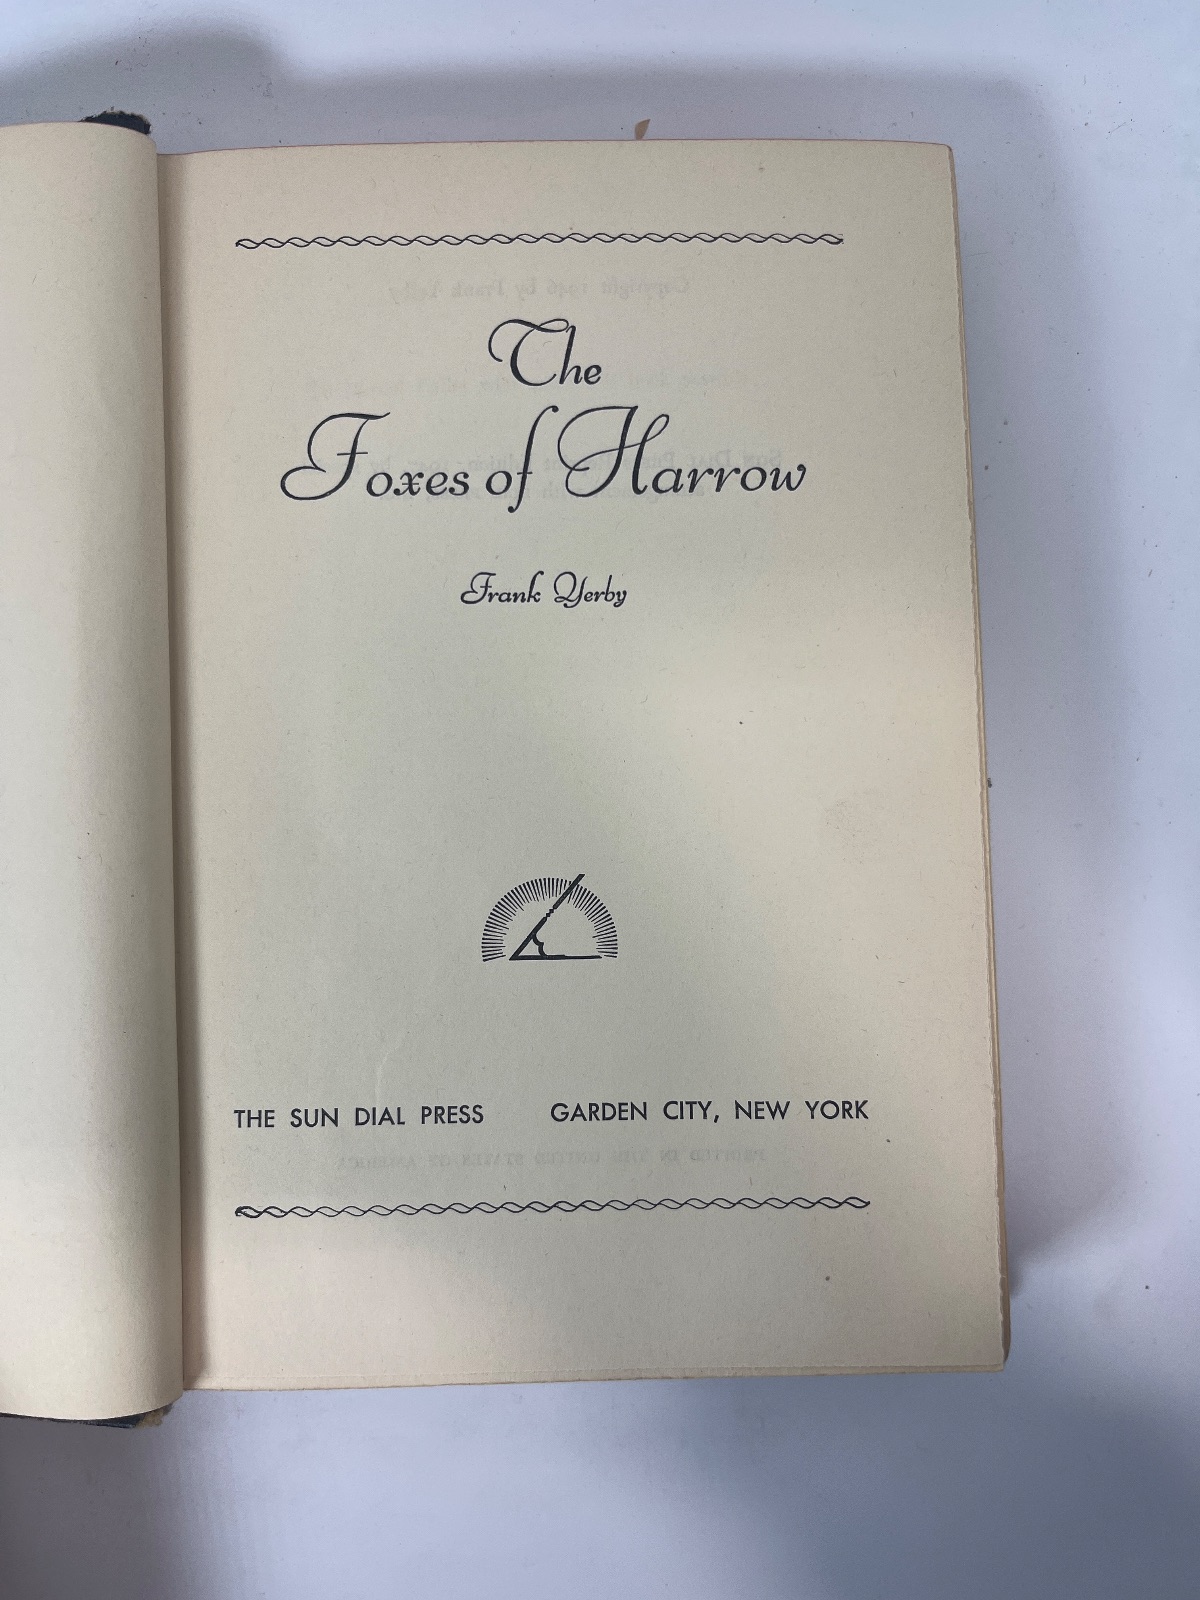 The
Foxes of Harrow
Frank Yerby
THE SUN DIAL PRESS GARDEN CITY, NEW YORK